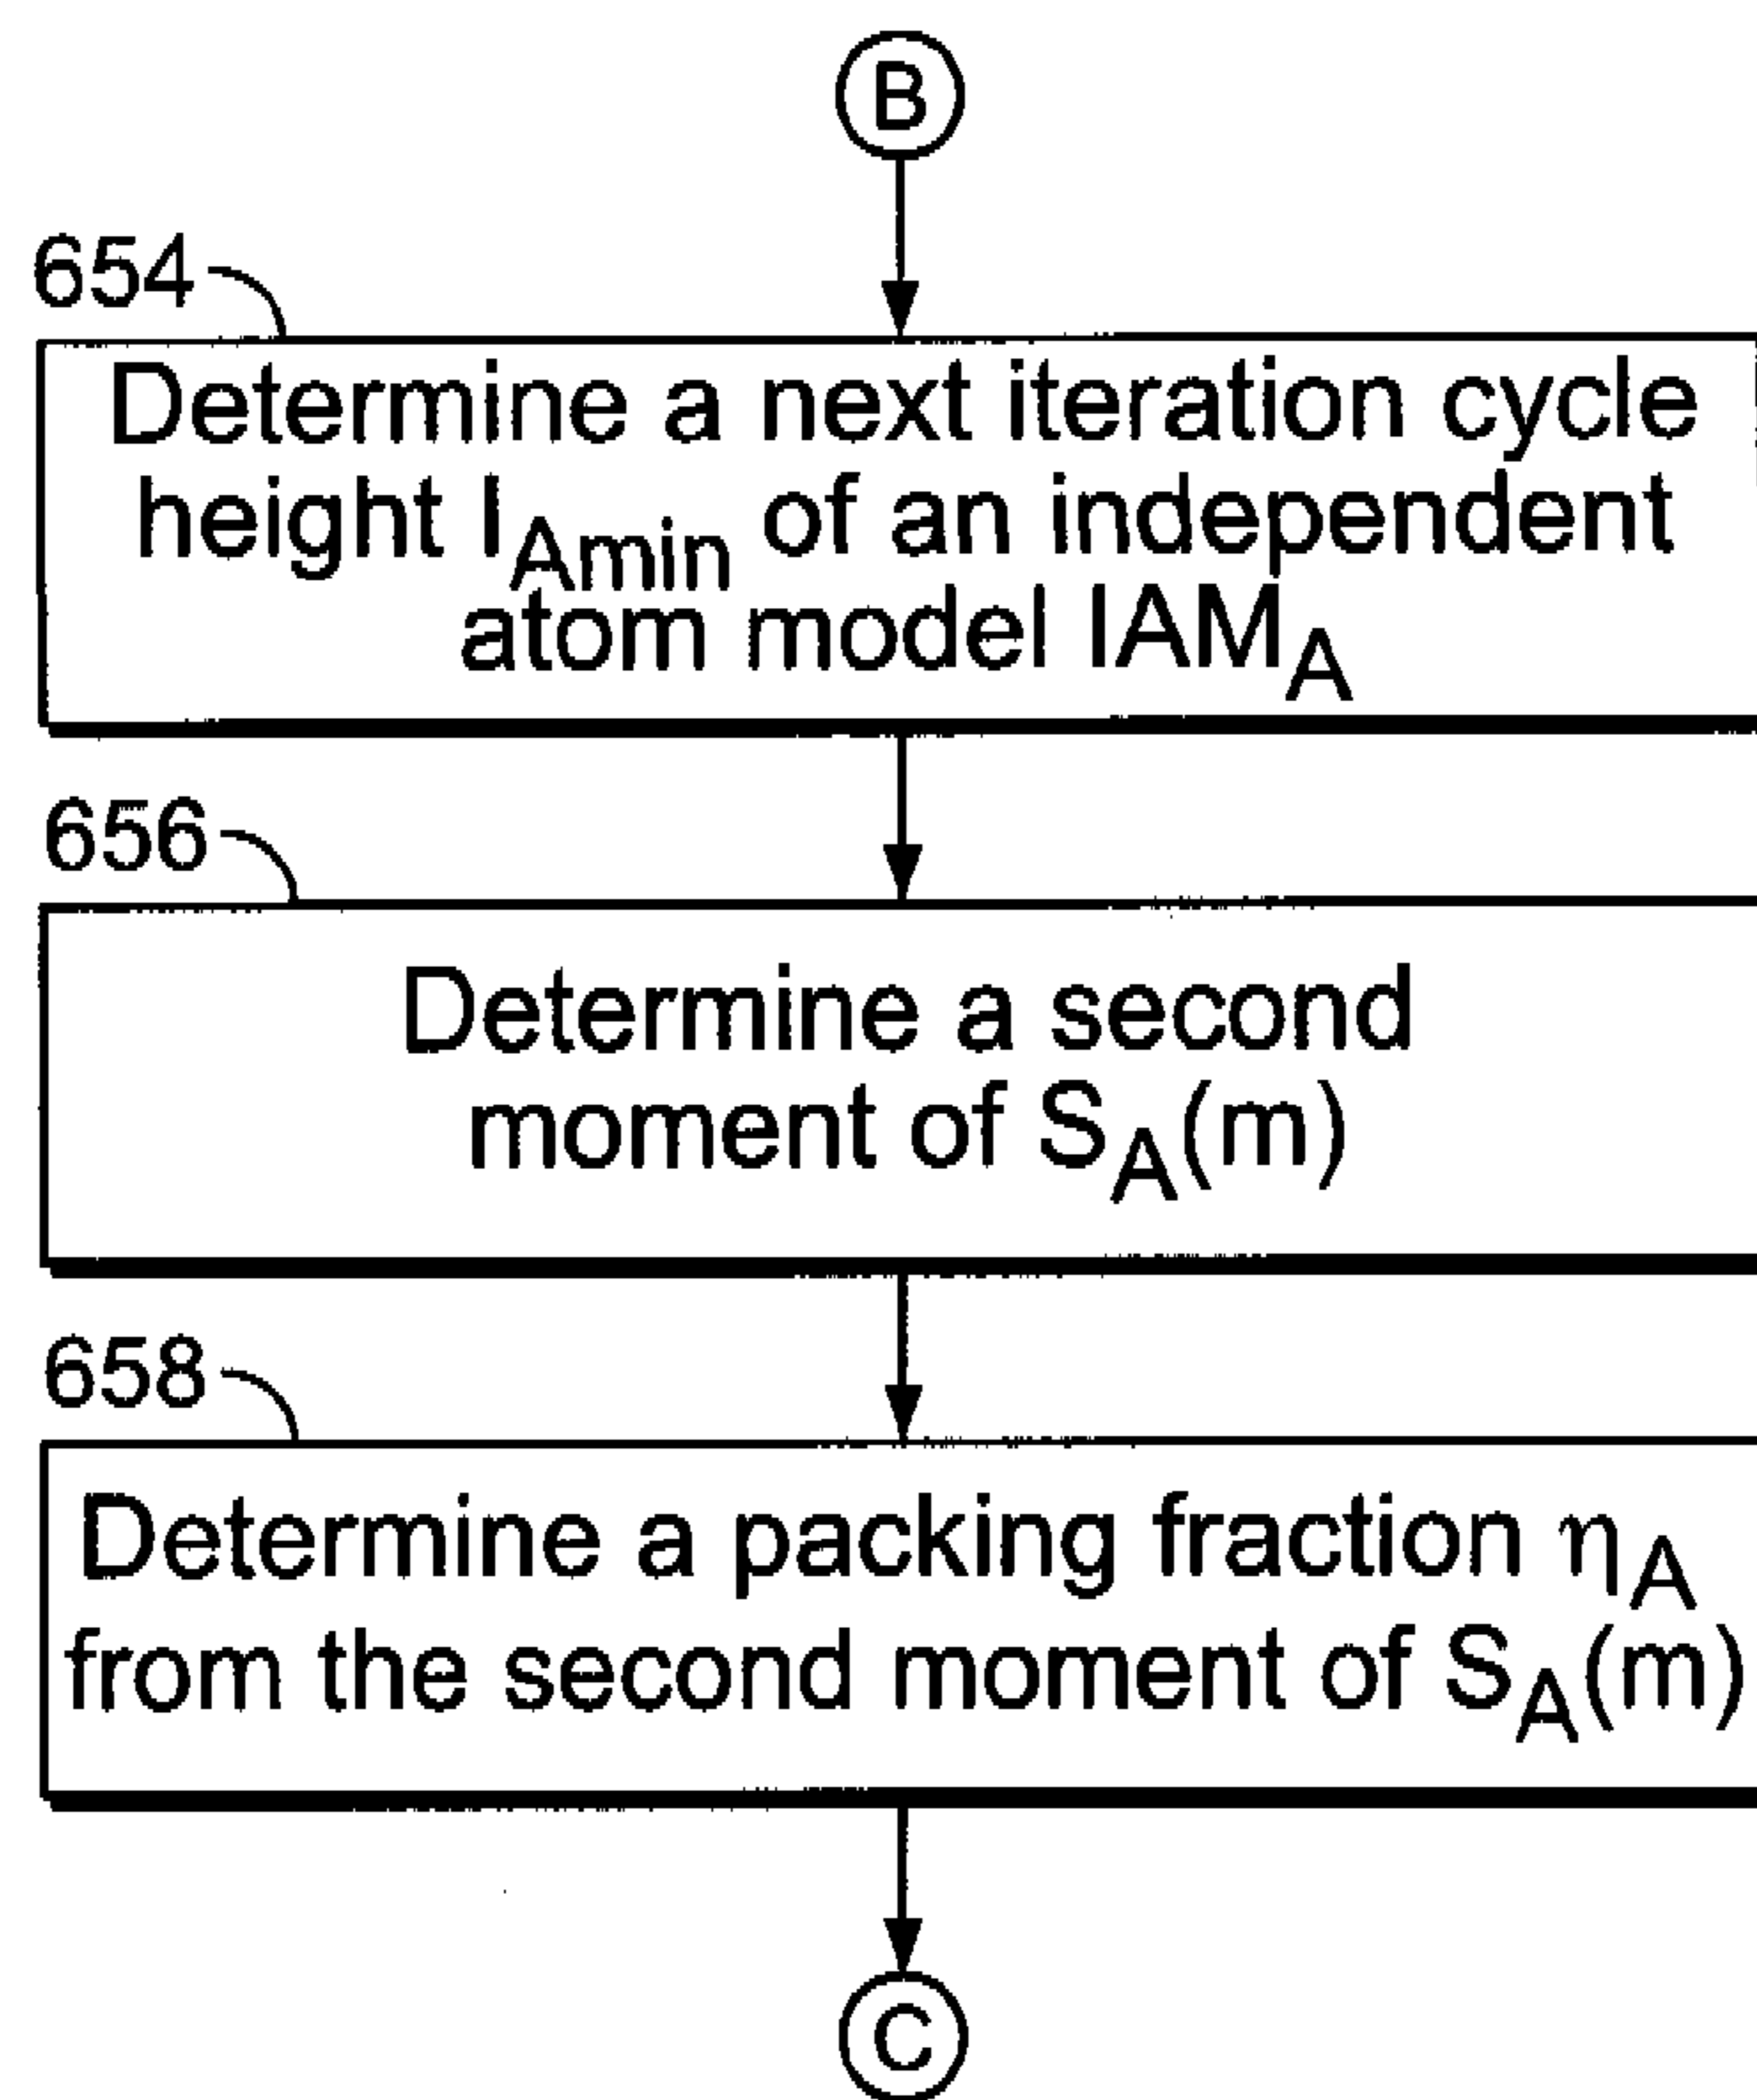 B
654
Determine a next iteration cycle
height I_Amin of an independent
atom model IAM_A
656
Determine a second
moment of S_A(m)
658
Determine a packing fraction η_A
from the second moment of S_A(m)
C